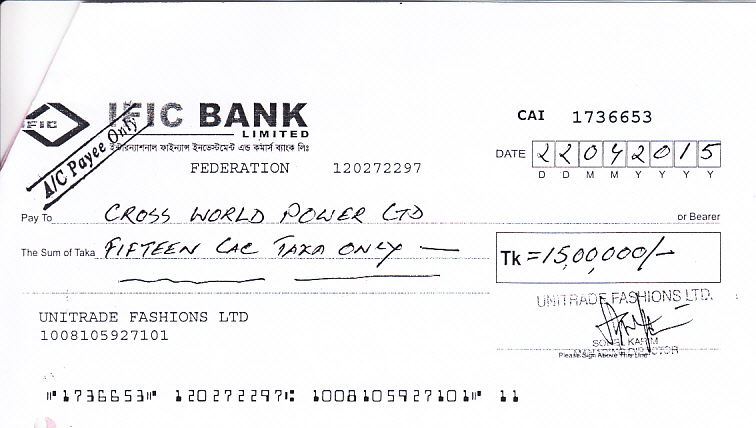 CAI 1736653
IFIC
IFIC BANK
LIMITED
ইন্টারন্যাশনাল ফাইন্যান্স ইনভেস্টমেন্ট এন্ড কমার্স ব্যাংক লিঃ
A/C Payee Only
FEDERATION 120272297
DATE 22042015
D D M M Y Y Y Y
Pay To CROSS WORLD POWER LTD or Bearer
The Sum of Taka FIFTEEN LAC TAKA ONLY
Tk =15,00,000/-
UNITRADE FASHIONS LTD.
UNITRADE FASHIONS LTD
1008105927101
KARIM
Please Sign Above This Line
1736653 120272297 1008105927101 11